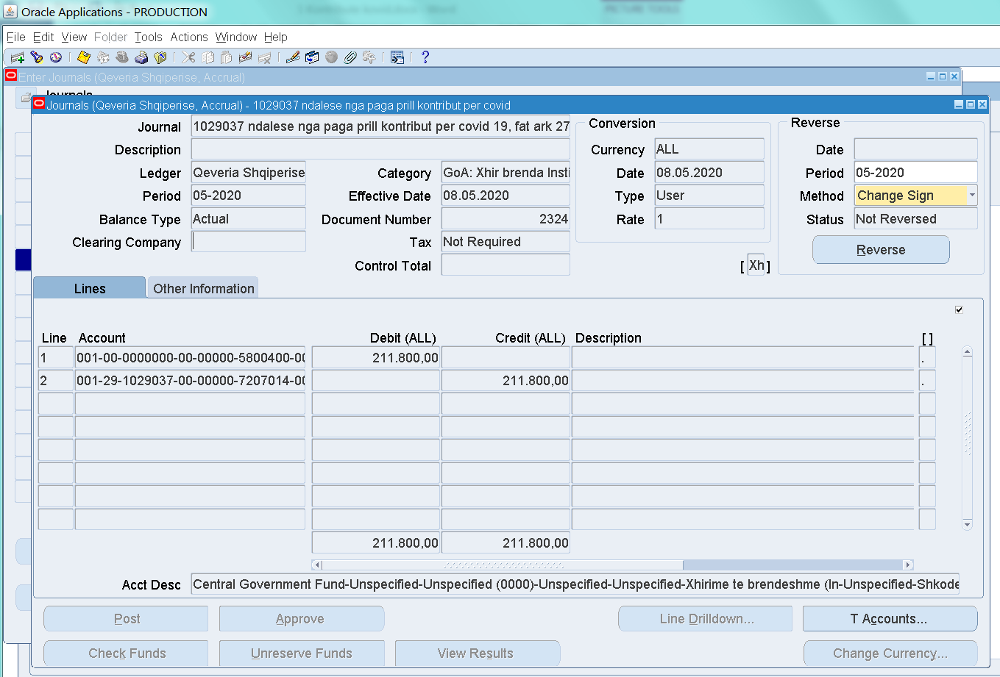 Oracle Applications - PRODUCTION
File Edit View Folder Tools Actions Window Help
Enter Journals (Qeveria Shqiperise, Accrual)
Journals
Journals (Qeveria Shqiperise, Accrual) - 1029037 ndalese nga paga prill kontribut per covid
Journal 1029037 ndalese nga paga prill kontribut per covid 19, fat ark 27
Description
Ledger Qeveria Shqiperise Category GoA: Xhir brenda Insti
Period 05-2020 Effective Date 08.05.2020
Balance Type Actual Document Number 2324
Clearing Company Tax Not Required
Control Total
Conversion
Currency ALL
Date 08.05.2020
Type User
Rate 1
[ Xh ]
Reverse
Date
Period 05-2020
Method Change Sign
Status Not Reversed
Reverse
Lines Other Information
Line Account Debit (ALL) Credit (ALL) Description [ ]
1 001-00-0000000-00-00000-5800400-00 211.800,00 .
2 001-29-1029037-00-00000-7207014-00 211.800,00 .
211.800,00 211.800,00
Acct Desc Central Government Fund-Unspecified-Unspecified (0000)-Unspecified-Unspecified-Xhirime te brendeshme (In-Unspecified-Shkode
Post Approve Line Drilldown... T Accounts...
Check Funds Unreserve Funds View Results Change Currency...